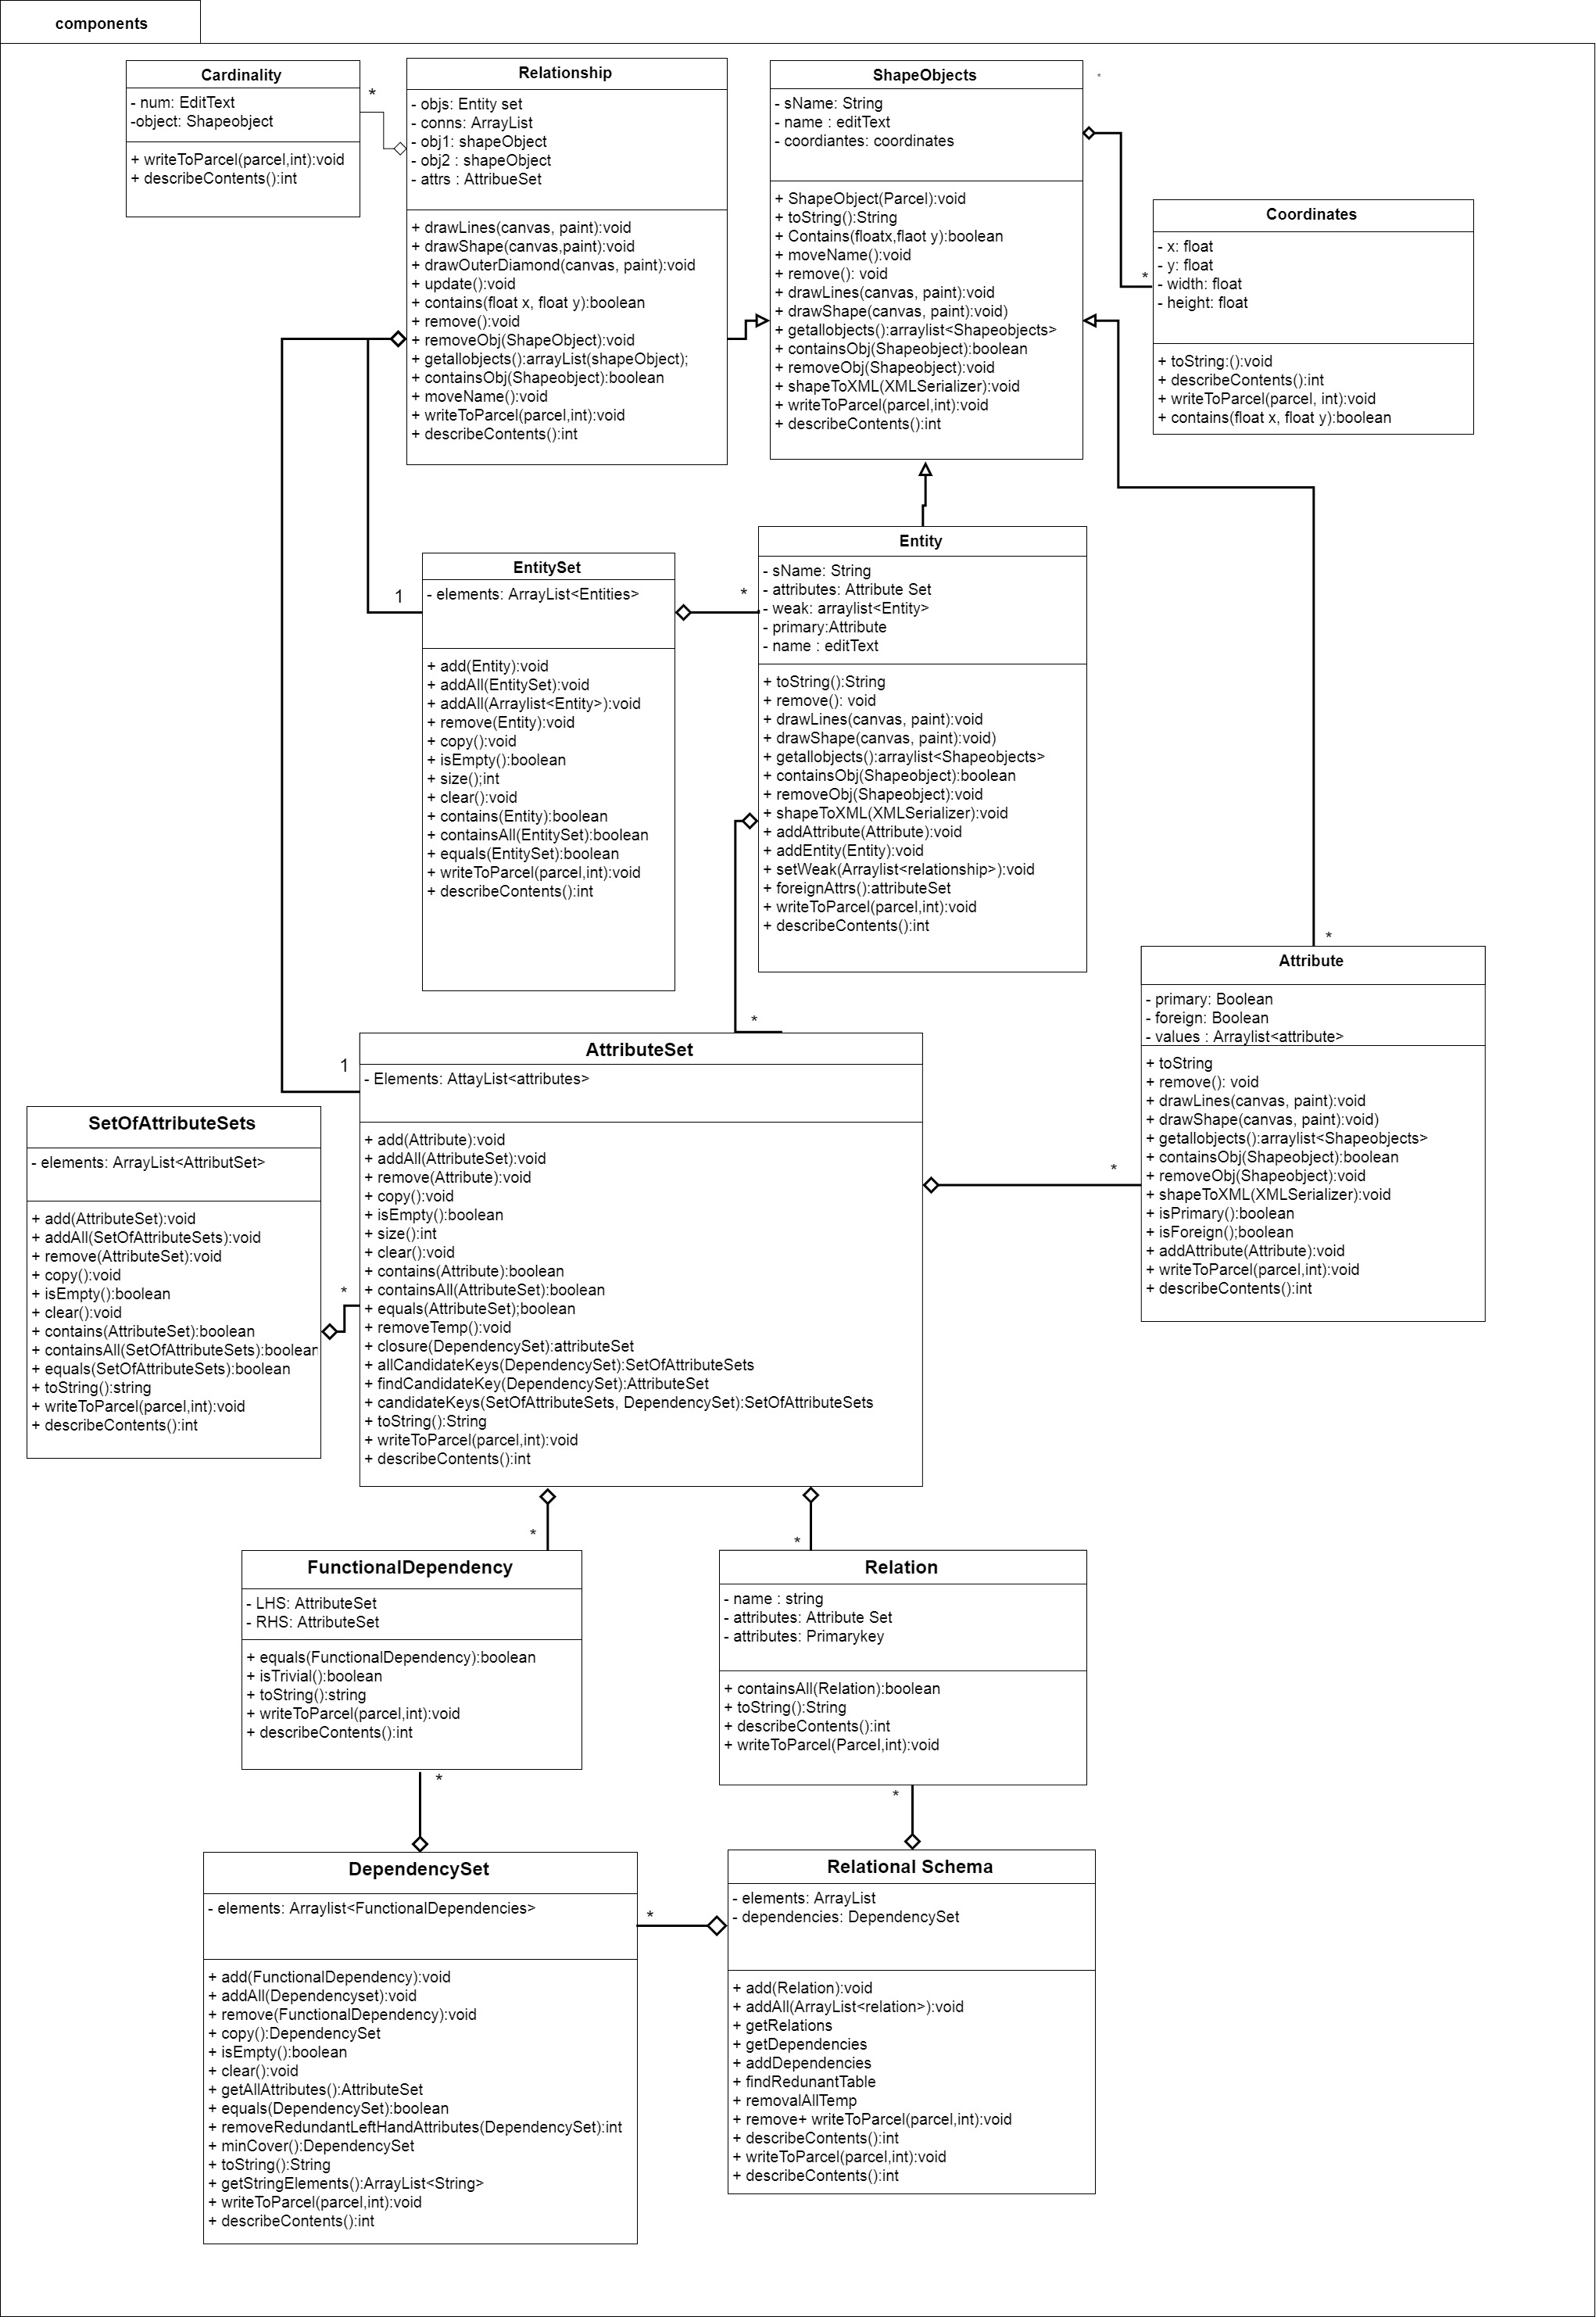 components
Cardinality
- num: EditText
-object: Shapeobject
+ writeToParcel(parcel,int):void
+ describeContents():int
*
Relationship
- objs: Entity set
- conns: ArrayList
- obj1: shapeObject
- obj2 : shapeObject
- attrs : AttribueSet
+ drawLines(canvas, paint):void
+ drawShape(canvas,paint):void
+ drawOuterDiamond(canvas, paint):void
+ update():void
+ contains(float x, float y):boolean
+ remove():void
+ removeObj(ShapeObject):void
+ getallobjects():arrayList(shapeObject);
+ containsObj(Shapeobject):boolean
+ moveName():void
+ writeToParcel(parcel,int):void
+ describeContents():int
ShapeObjects
- sName: String
- name : editText
- coordiantes: coordinates
+ ShapeObject(Parcel):void
+ toString():String
+ Contains(floatx,flaot y):boolean
+ moveName():void
+ remove(): void
+ drawLines(canvas, paint):void
+ drawShape(canvas, paint):void)
+ getallobjects():arraylist<Shapeobjects>
+ containsObj(Shapeobject):boolean
+ removeObj(Shapeobject):void
+ shapeToXML(XMLSerializer):void
+ writeToParcel(parcel,int):void
+ describeContents():int
*
*
Coordinates
- x: float
- y: float
- width: float
- height: float
+ toString:():void
+ describeContents():int
+ writeToParcel(parcel, int):void
+ contains(float x, float y):boolean
1
EntitySet
- elements: ArrayList<Entities>
+ add(Entity):void
+ addAll(EntitySet):void
+ addAll(Arraylist<Entity>):void
+ remove(Entity):void
+ copy():void
+ isEmpty():boolean
+ size();int
+ clear():void
+ contains(Entity):boolean
+ containsAll(EntitySet):boolean
+ equals(EntitySet):boolean
+ writeToParcel(parcel,int):void
+ describeContents():int
*
Entity
- sName: String
- attributes: Attribute Set
- weak: arraylist<Entity>
- primary:Attribute
- name : editText
+ toString():String
+ remove(): void
+ drawLines(canvas, paint):void
+ drawShape(canvas, paint):void)
+ getallobjects():arraylist<Shapeobjects>
+ containsObj(Shapeobject):boolean
+ removeObj(Shapeobject):void
+ shapeToXML(XMLSerializer):void
+ addAttribute(Attribute):void
+ addEntity(Entity):void
+ setWeak(Arraylist<relationship>):void
+ foreignAttrs():attributeSet
+ writeToParcel(parcel,int):void
+ describeContents():int
*
*
Attribute
- primary: Boolean
- foreign: Boolean
- values : Arraylist<attribute>
+ toString
+ remove(): void
+ drawLines(canvas, paint):void
+ drawShape(canvas, paint):void)
+ getallobjects():arraylist<Shapeobjects>
+ containsObj(Shapeobject):boolean
+ removeObj(Shapeobject):void
+ shapeToXML(XMLSerializer):void
+ isPrimary():boolean
+ isForeign();boolean
+ addAttribute(Attribute):void
+ writeToParcel(parcel,int):void
+ describeContents():int
1
AttributeSet
- Elements: AttayList<attributes>
+ add(Attribute):void
+ addAll(AttributeSet):void
+ remove(Attribute):void
+ copy():void
+ isEmpty():boolean
+ size():int
+ clear():void
+ contains(Attribute):boolean
+ containsAll(AttributeSet):boolean
+ equals(AttributeSet);boolean
+ removeTemp():void
+ closure(DependencySet):attributeSet
+ allCandidateKeys(DependencySet):SetOfAttributeSets
+ findCandidateKey(DependencySet):AttributeSet
+ candidateKeys(SetOfAttributeSets, DependencySet):SetOfAttributeSets
+ toString():String
+ writeToParcel(parcel,int):void
+ describeContents():int
*
SetOfAttributeSets
- elements: ArrayList<AttributSet>
+ add(AttributeSet):void
+ addAll(SetOfAttributeSets):void
+ remove(AttributeSet):void
+ copy():void
+ isEmpty():boolean
+ clear():void
+ contains(AttributeSet):boolean
+ containsAll(SetOfAttributeSets):boolean
+ equals(SetOfAttributeSets):boolean
+ toString():string
+ writeToParcel(parcel,int):void
+ describeContents():int
*
*
FunctionalDependency
- LHS: AttributeSet
- RHS: AttributeSet
+ equals(FunctionalDependency):boolean
+ isTrivial():boolean
+ toString():string
+ writeToParcel(parcel,int):void
+ describeContents():int
*
*
Relation
- name : string
- attributes: Attribute Set
- attributes: Primarykey
+ containsAll(Relation):boolean
+ toString():String
+ describeContents():int
+ writeToParcel(Parcel,int):void
*
DependencySet
- elements: Arraylist<FunctionalDependencies>
+ add(FunctionalDependency):void
+ addAll(Dependencyset):void
+ remove(FunctionalDependency):void
+ copy():DependencySet
+ isEmpty():boolean
+ clear():void
+ getAllAttributes():AttributeSet
+ equals(DependencySet):boolean
+ removeRedundantLeftHandAttributes(DependencySet):int
+ minCover():DependencySet
+ toString():String
+ getStringElements():ArrayList<String>
+ writeToParcel(parcel,int):void
+ describeContents():int
*
Relational Schema
- elements: ArrayList
- dependencies: DependencySet
+ add(Relation):void
+ addAll(ArrayList<relation>):void
+ getRelations
+ getDependencies
+ addDependencies
+ findRedunantTable
+ removalAllTemp
+ remove+ writeToParcel(parcel,int):void
+ describeContents():int
+ writeToParcel(parcel,int):void
+ describeContents():int